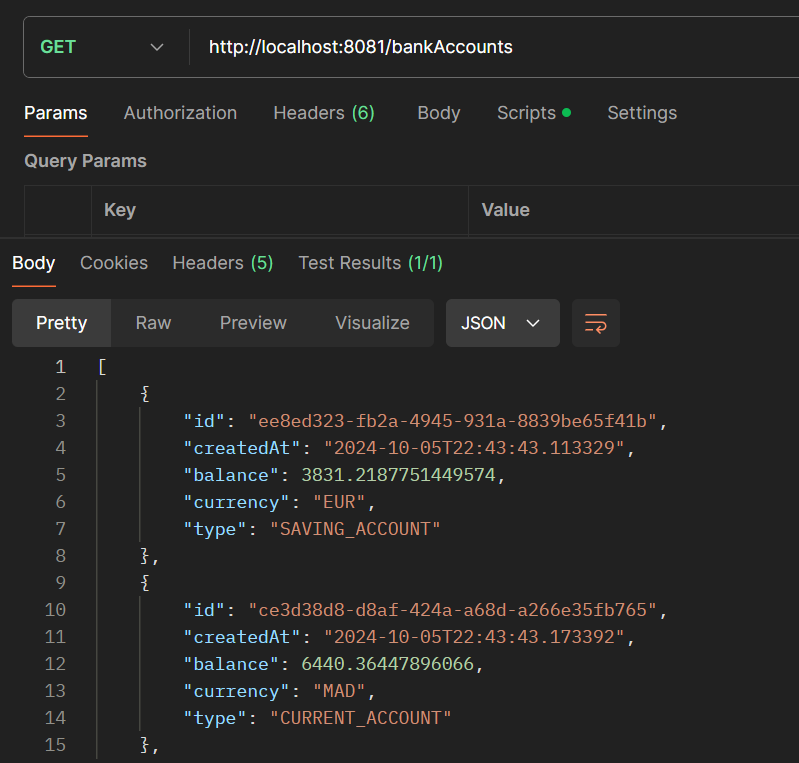 GET http://localhost:8081/bankAccounts
Params Authorization Headers (6) Body Scripts Settings
Query Params
Key Value
Body Cookies Headers (5) Test Results (1/1)
Pretty Raw Preview Visualize JSON
1 [
2 {
3 "id": "ee8ed323-fb2a-4945-931a-8839be65f41b",
4 "createdAt": "2024-10-05T22:43:43.113329",
5 "balance": 3831.2187751449574,
6 "currency": "EUR",
7 "type": "SAVING_ACCOUNT"
8 },
9 {
10 "id": "ce3d38d8-d8af-424a-a68d-a266e35fb765",
11 "createdAt": "2024-10-05T22:43:43.173392",
12 "balance": 6440.36447896066,
13 "currency": "MAD",
14 "type": "CURRENT_ACCOUNT"
15 },